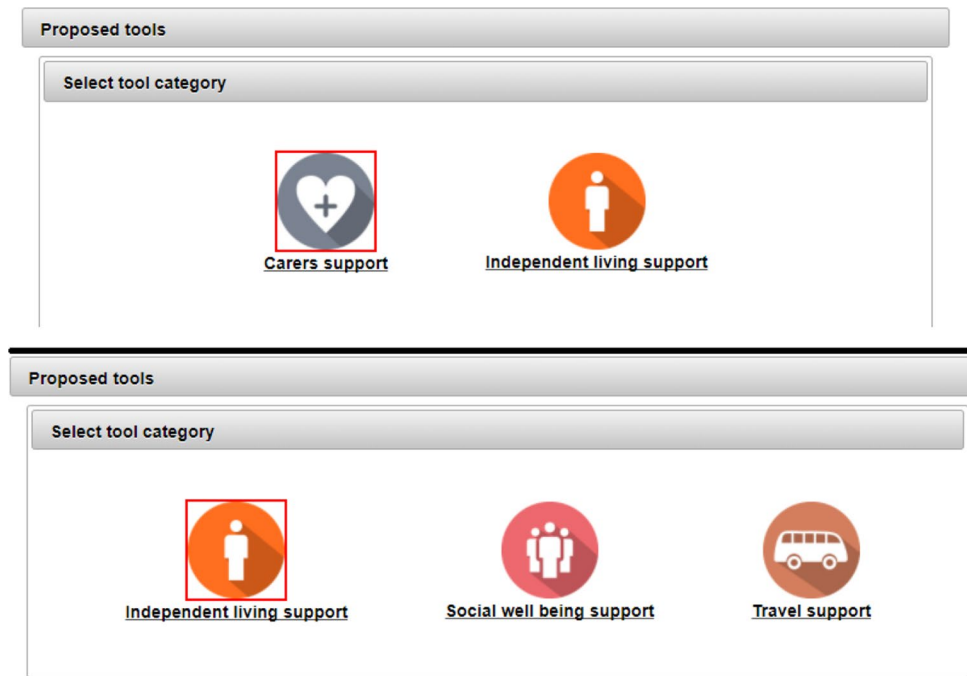 Proposed tools
Select tool category
Carers support
Independent living support
Proposed tools
Select tool category
Independent living support
Social well being support
Travel support